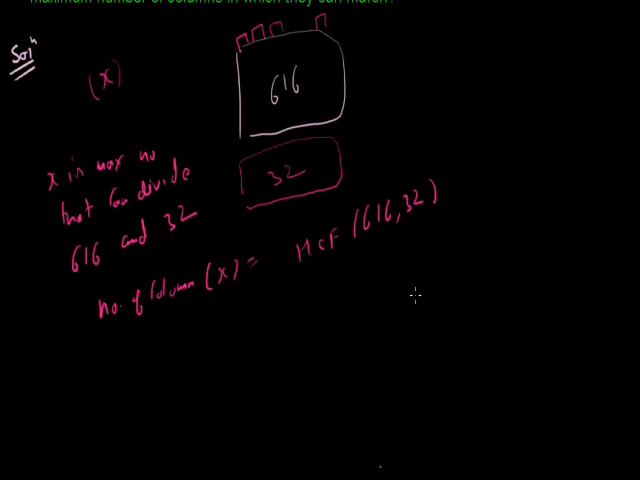 maximum number of columns in which they can march?
Solⁿ
(x)
616
32
x is max no
that can divide
616 and 32
no. of Column (x) = HCF (616, 32)